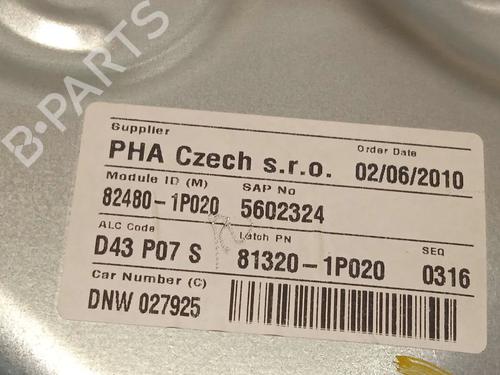 B-PARTS
Supplier
Order Date
PHA Czech s.r.o. 02/06/2010
Module ID (M) SAP No
82480-1P020 5602324
ALC Code Latch PN SEQ
D43 P07 S 81320-1P020 0316
Car Number (C)
DNW 027925